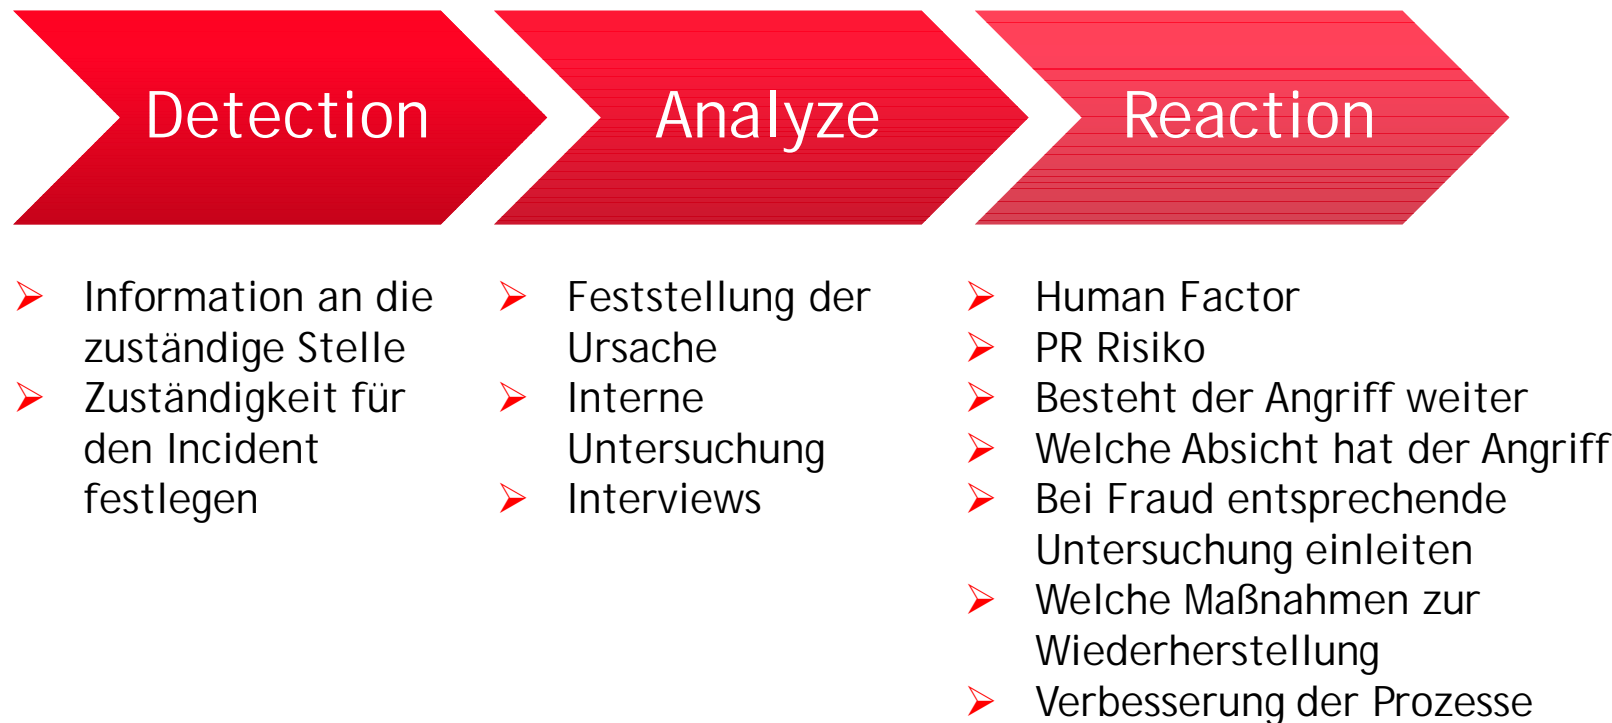 Detection
Analyze
Reaction
Information an die
zuständige Stelle
Zuständigkeit für
den Incident
festlegen
Feststellung der
Ursache
Interne
Untersuchung
Interviews
Human Factor
PR Risiko
Besteht der Angriff weiter
Welche Absicht hat der Angriff
Bei Fraud entsprechende
Untersuchung einleiten
Welche Maßnahmen zur
Wiederherstellung
Verbesserung der Prozesse